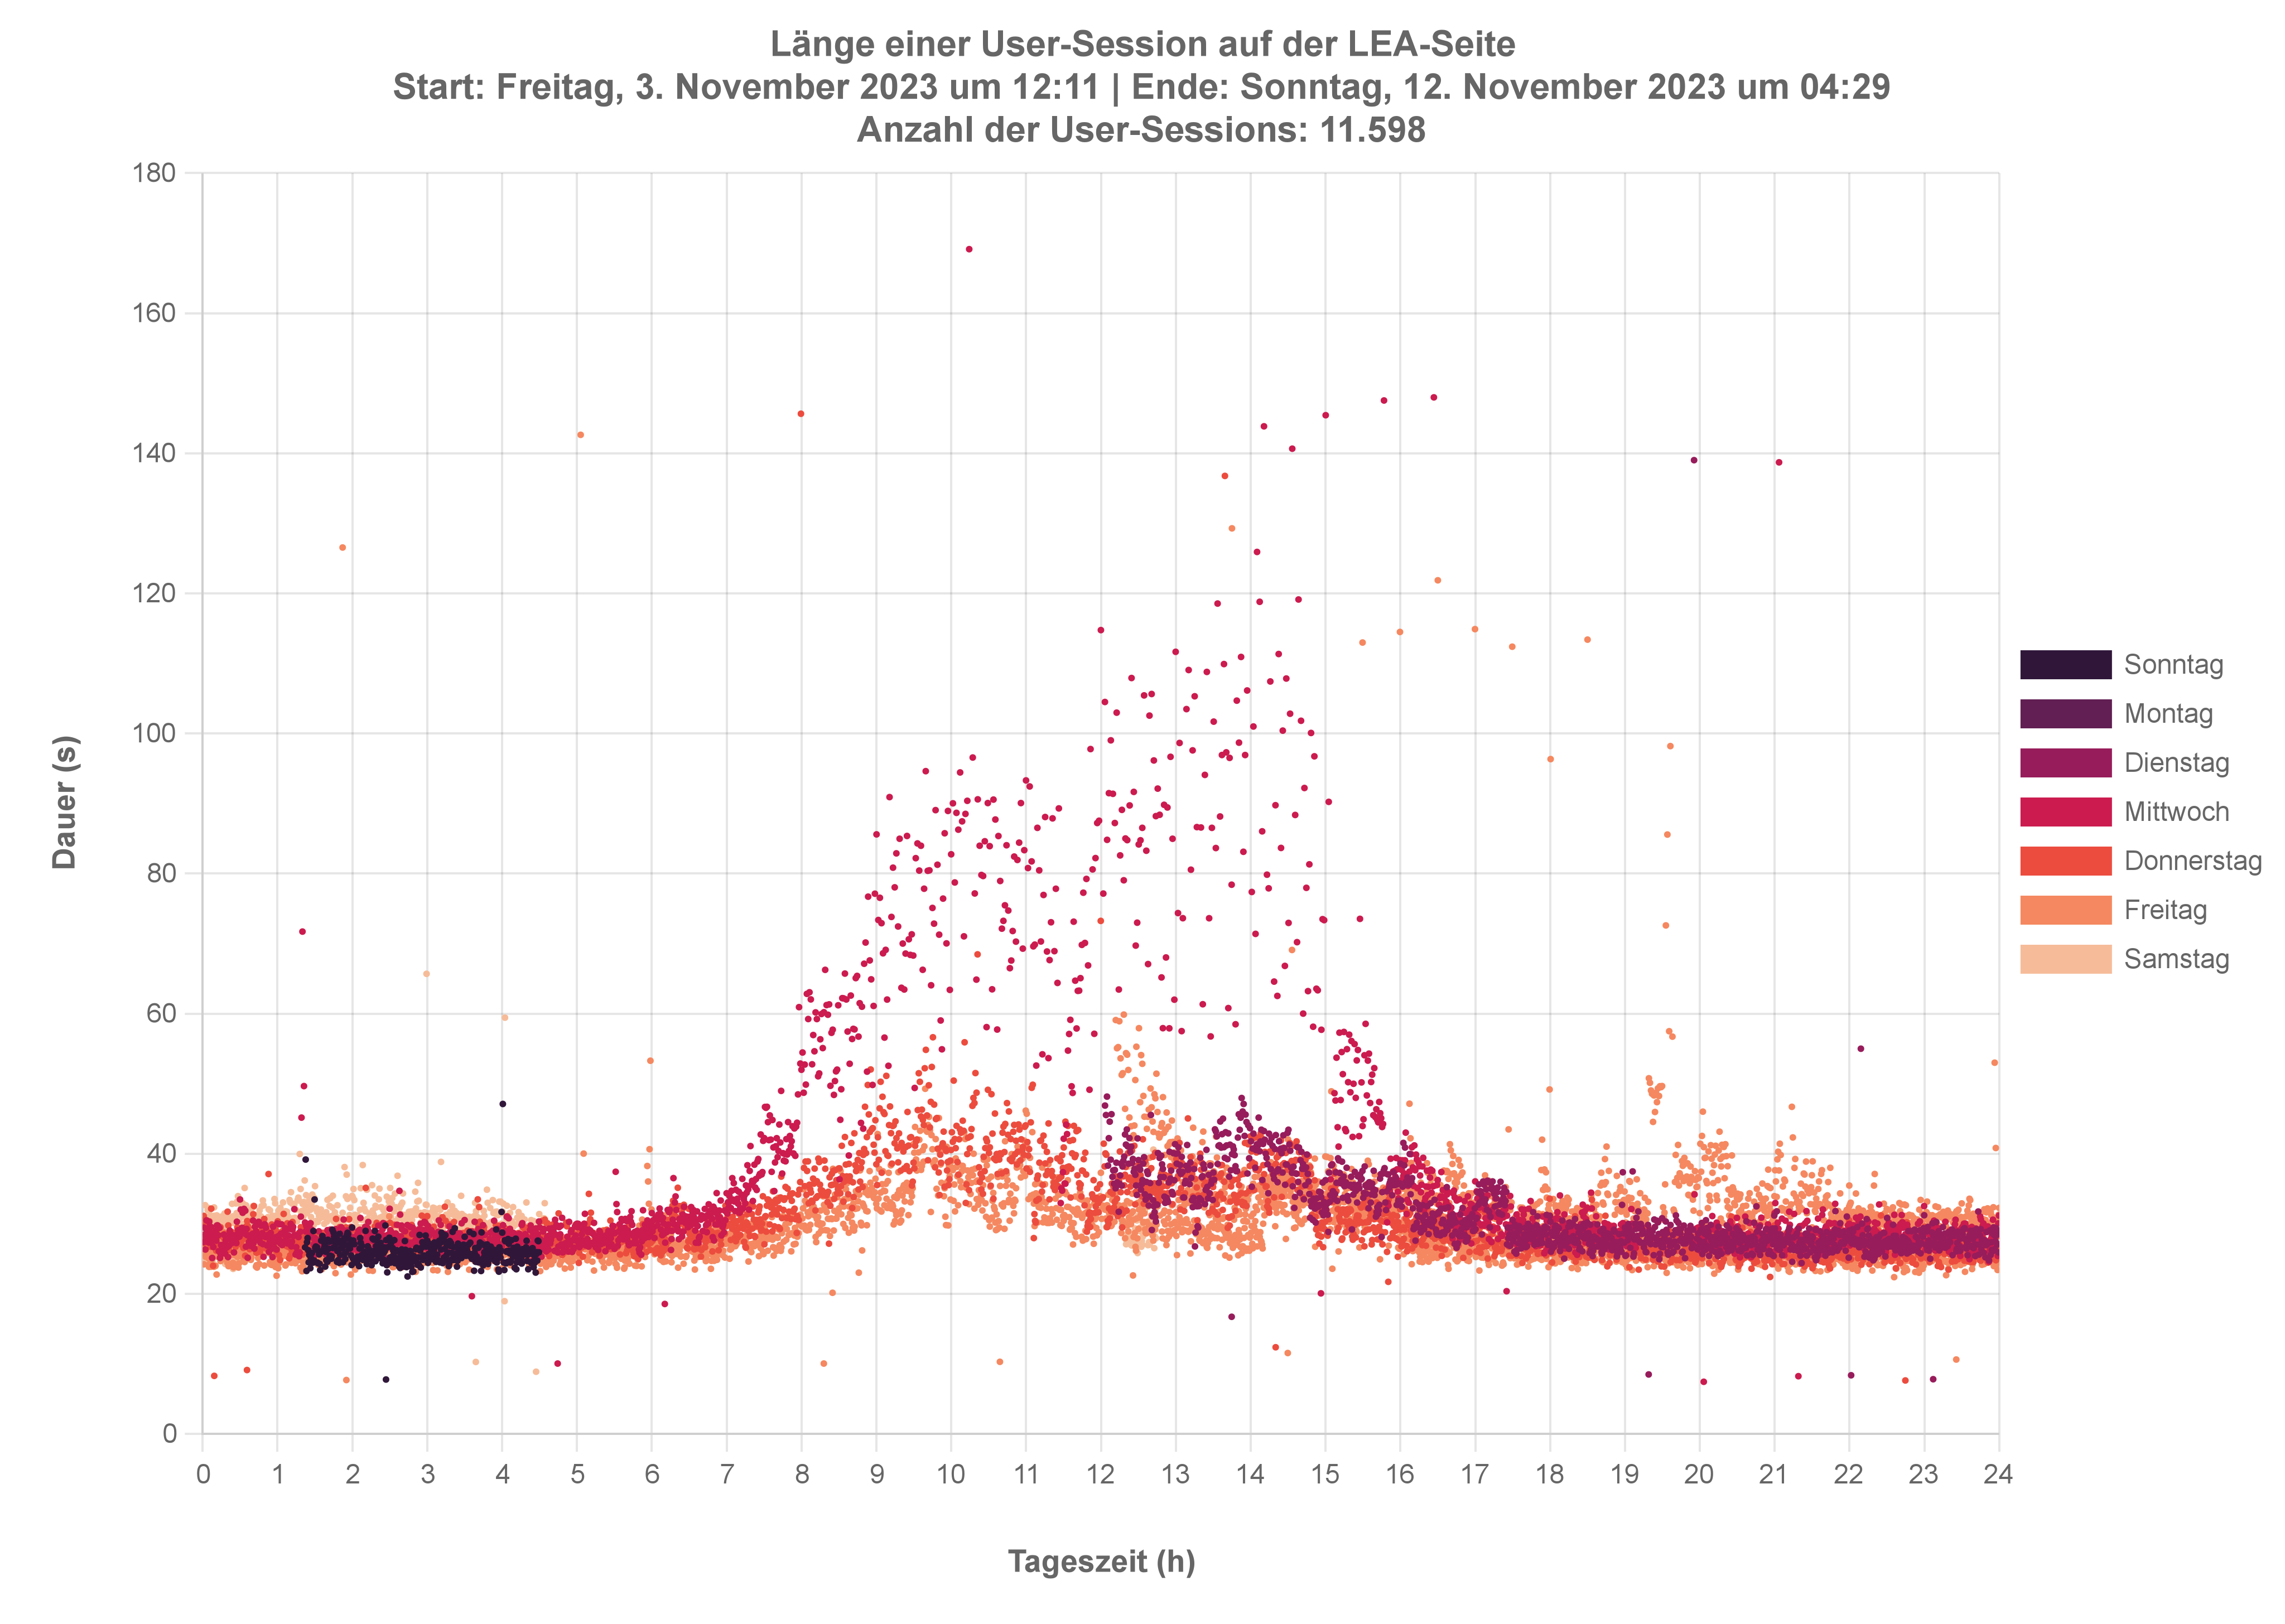 Länge einer User-Session auf der LEA-Seite
Start: Freitag, 3. November 2023 um 12:11 | Ende: Sonntag, 12. November 2023 um 04:29
Anzahl der User-Sessions: 11.598
180
160
140
120
100
80
60
40
20
0
Dauer (s)
0 1 2 3 4 5 6 7 8 9 10 11 12 13 14 15 16 17 18 19 20 21 22 23 24
Tageszeit (h)
Sonntag
Montag
Dienstag
Mittwoch
Donnerstag
Freitag
Samstag